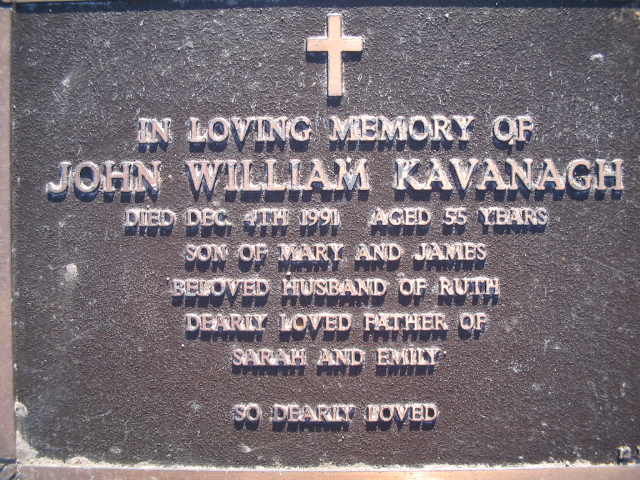 IN LOVING MEMORY OF
JOHN WILLIAM KAVANAGH
DIED DEC. 4TH 1991 AGED 55 YEARS
SON OF MARY AND JAMES
BELOVED HUSBAND OF RUTH
DEARLY LOVED FATHER OF
SARAH AND EMILY
SO DEARLY LOVED